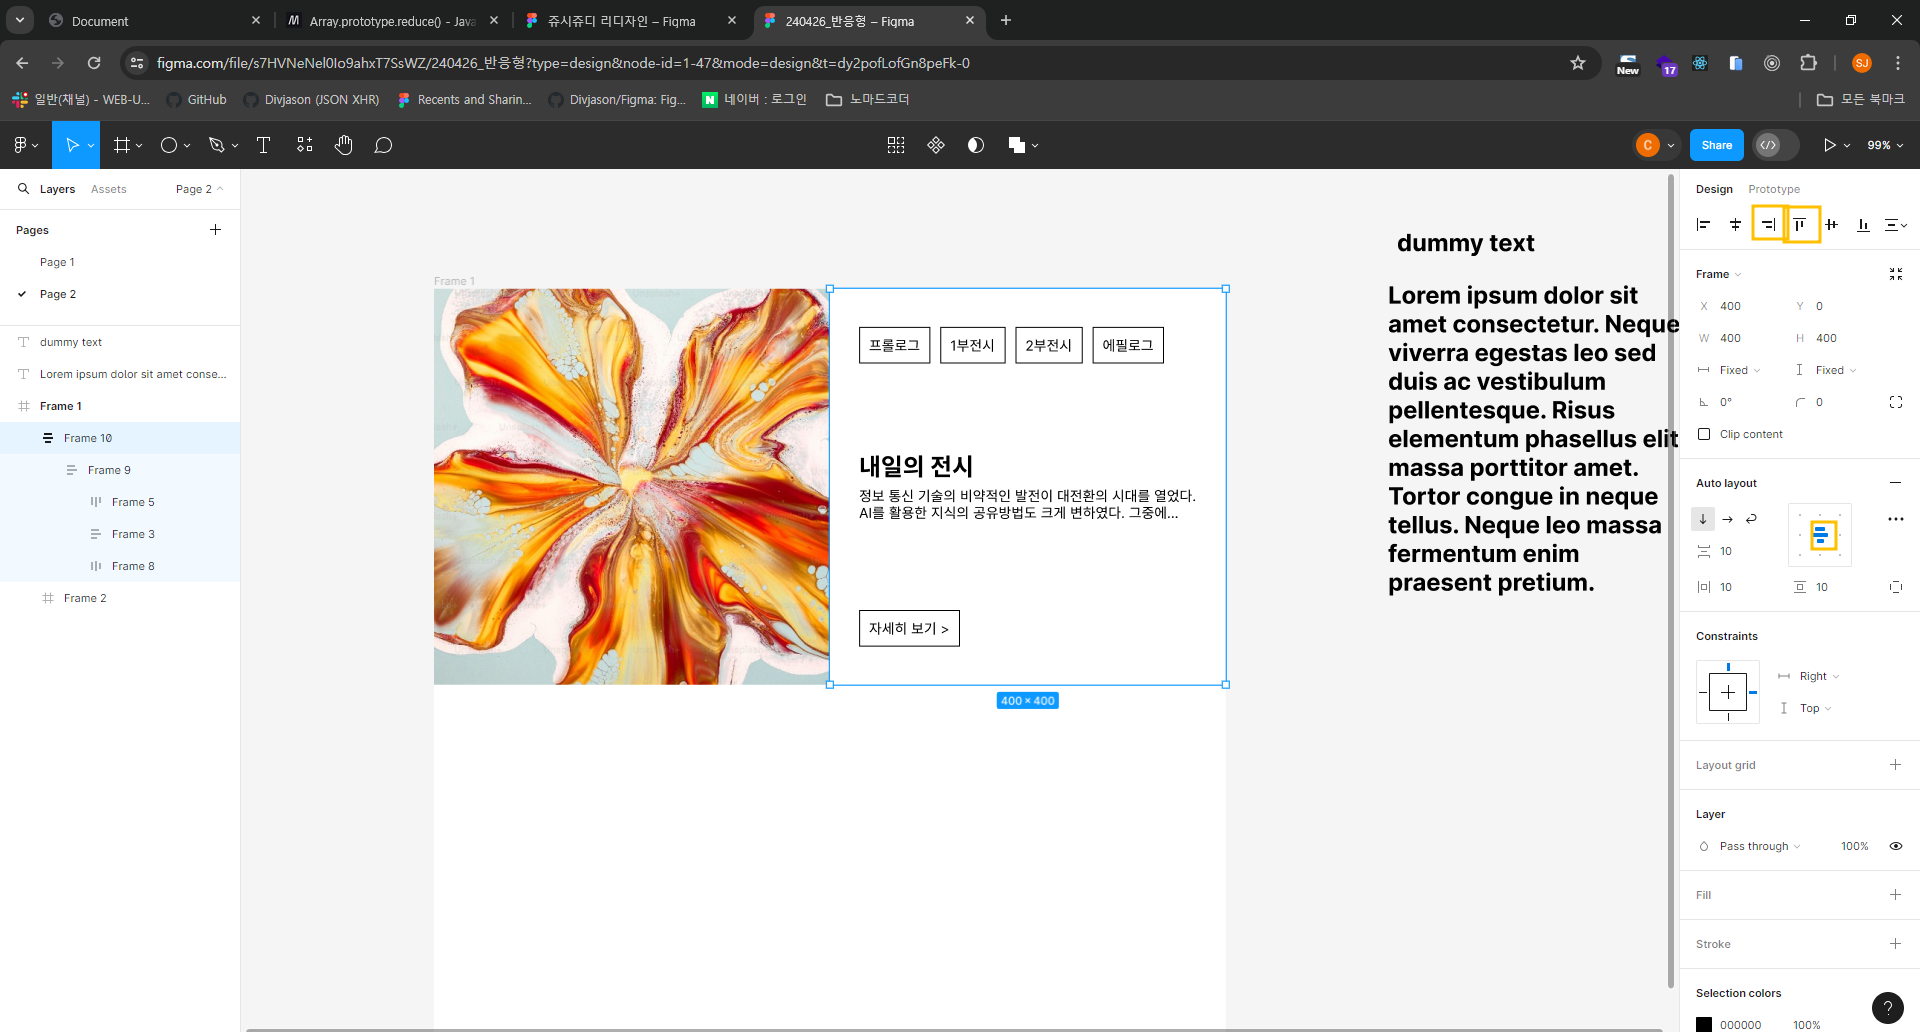 Document
Array.prototype.reduce() - Java
쥬시쥬디 리디자인 – Figma
240426_반응형 – Figma
figma.com/file/s7HVNeNel0Io9ahxT7SsWZ/240426_반응형?type=design&node-id=1-47&mode=design&t=dy2pofLofGn8peFk-0
New
17
SJ
일반(채널) - WEB-U...
GitHub
Divjason (JSON XHR)
Recents and Sharin...
Divjason/Figma: Fig...
네이버 : 로그인
노마드코더
모든 북마크
C
Share
99%
Layers
Assets
Page 2
Pages
Page 1
Page 2
dummy text
Lorem ipsum dolor sit amet conse...
Frame 1
Frame 10
Frame 9
Frame 5
Frame 3
Frame 8
Frame 2
Frame 1
프롤로그
1부전시
2부전시
에필로그
내일의 전시
정보 통신 기술의 비약적인 발전이 대전환의 시대를 열었다.
AI를 활용한 지식의 공유방법도 크게 변하였다. 그중에...
자세히 보기 >
400 × 400
dummy text
Lorem ipsum dolor sit
amet consectetur. Neque
viverra egestas leo sed
duis ac vestibulum
pellentesque. Risus
elementum phasellus elit
massa porttitor amet.
Tortor congue in neque
tellus. Neque leo massa
fermentum enim
praesent pretium.
Design
Prototype
Frame
X 400
Y 0
W 400
H 400
Fixed
Fixed
0°
0
Clip content
Auto layout
10
10
10
Constraints
Right
Top
Layout grid
Layer
Pass through
100%
Fill
Stroke
Selection colors
000000
100%
?